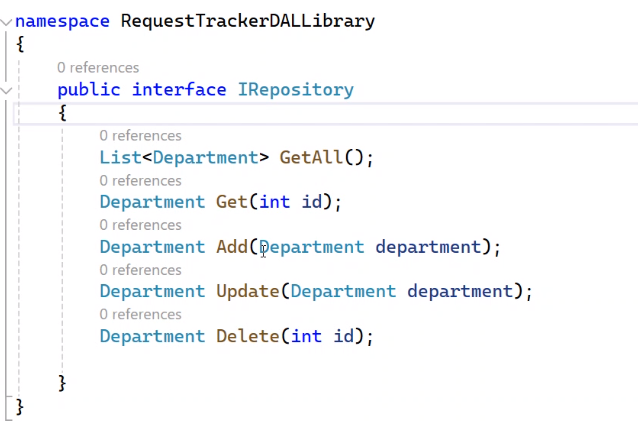 namespace RequestTrackerDALLibrary
{
0 references
public interface IRepository
{
0 references
List<Department> GetAll();
0 references
Department Get(int id);
0 references
Department Add(Department department);
0 references
Department Update(Department department);
0 references
Department Delete(int id);
}
}